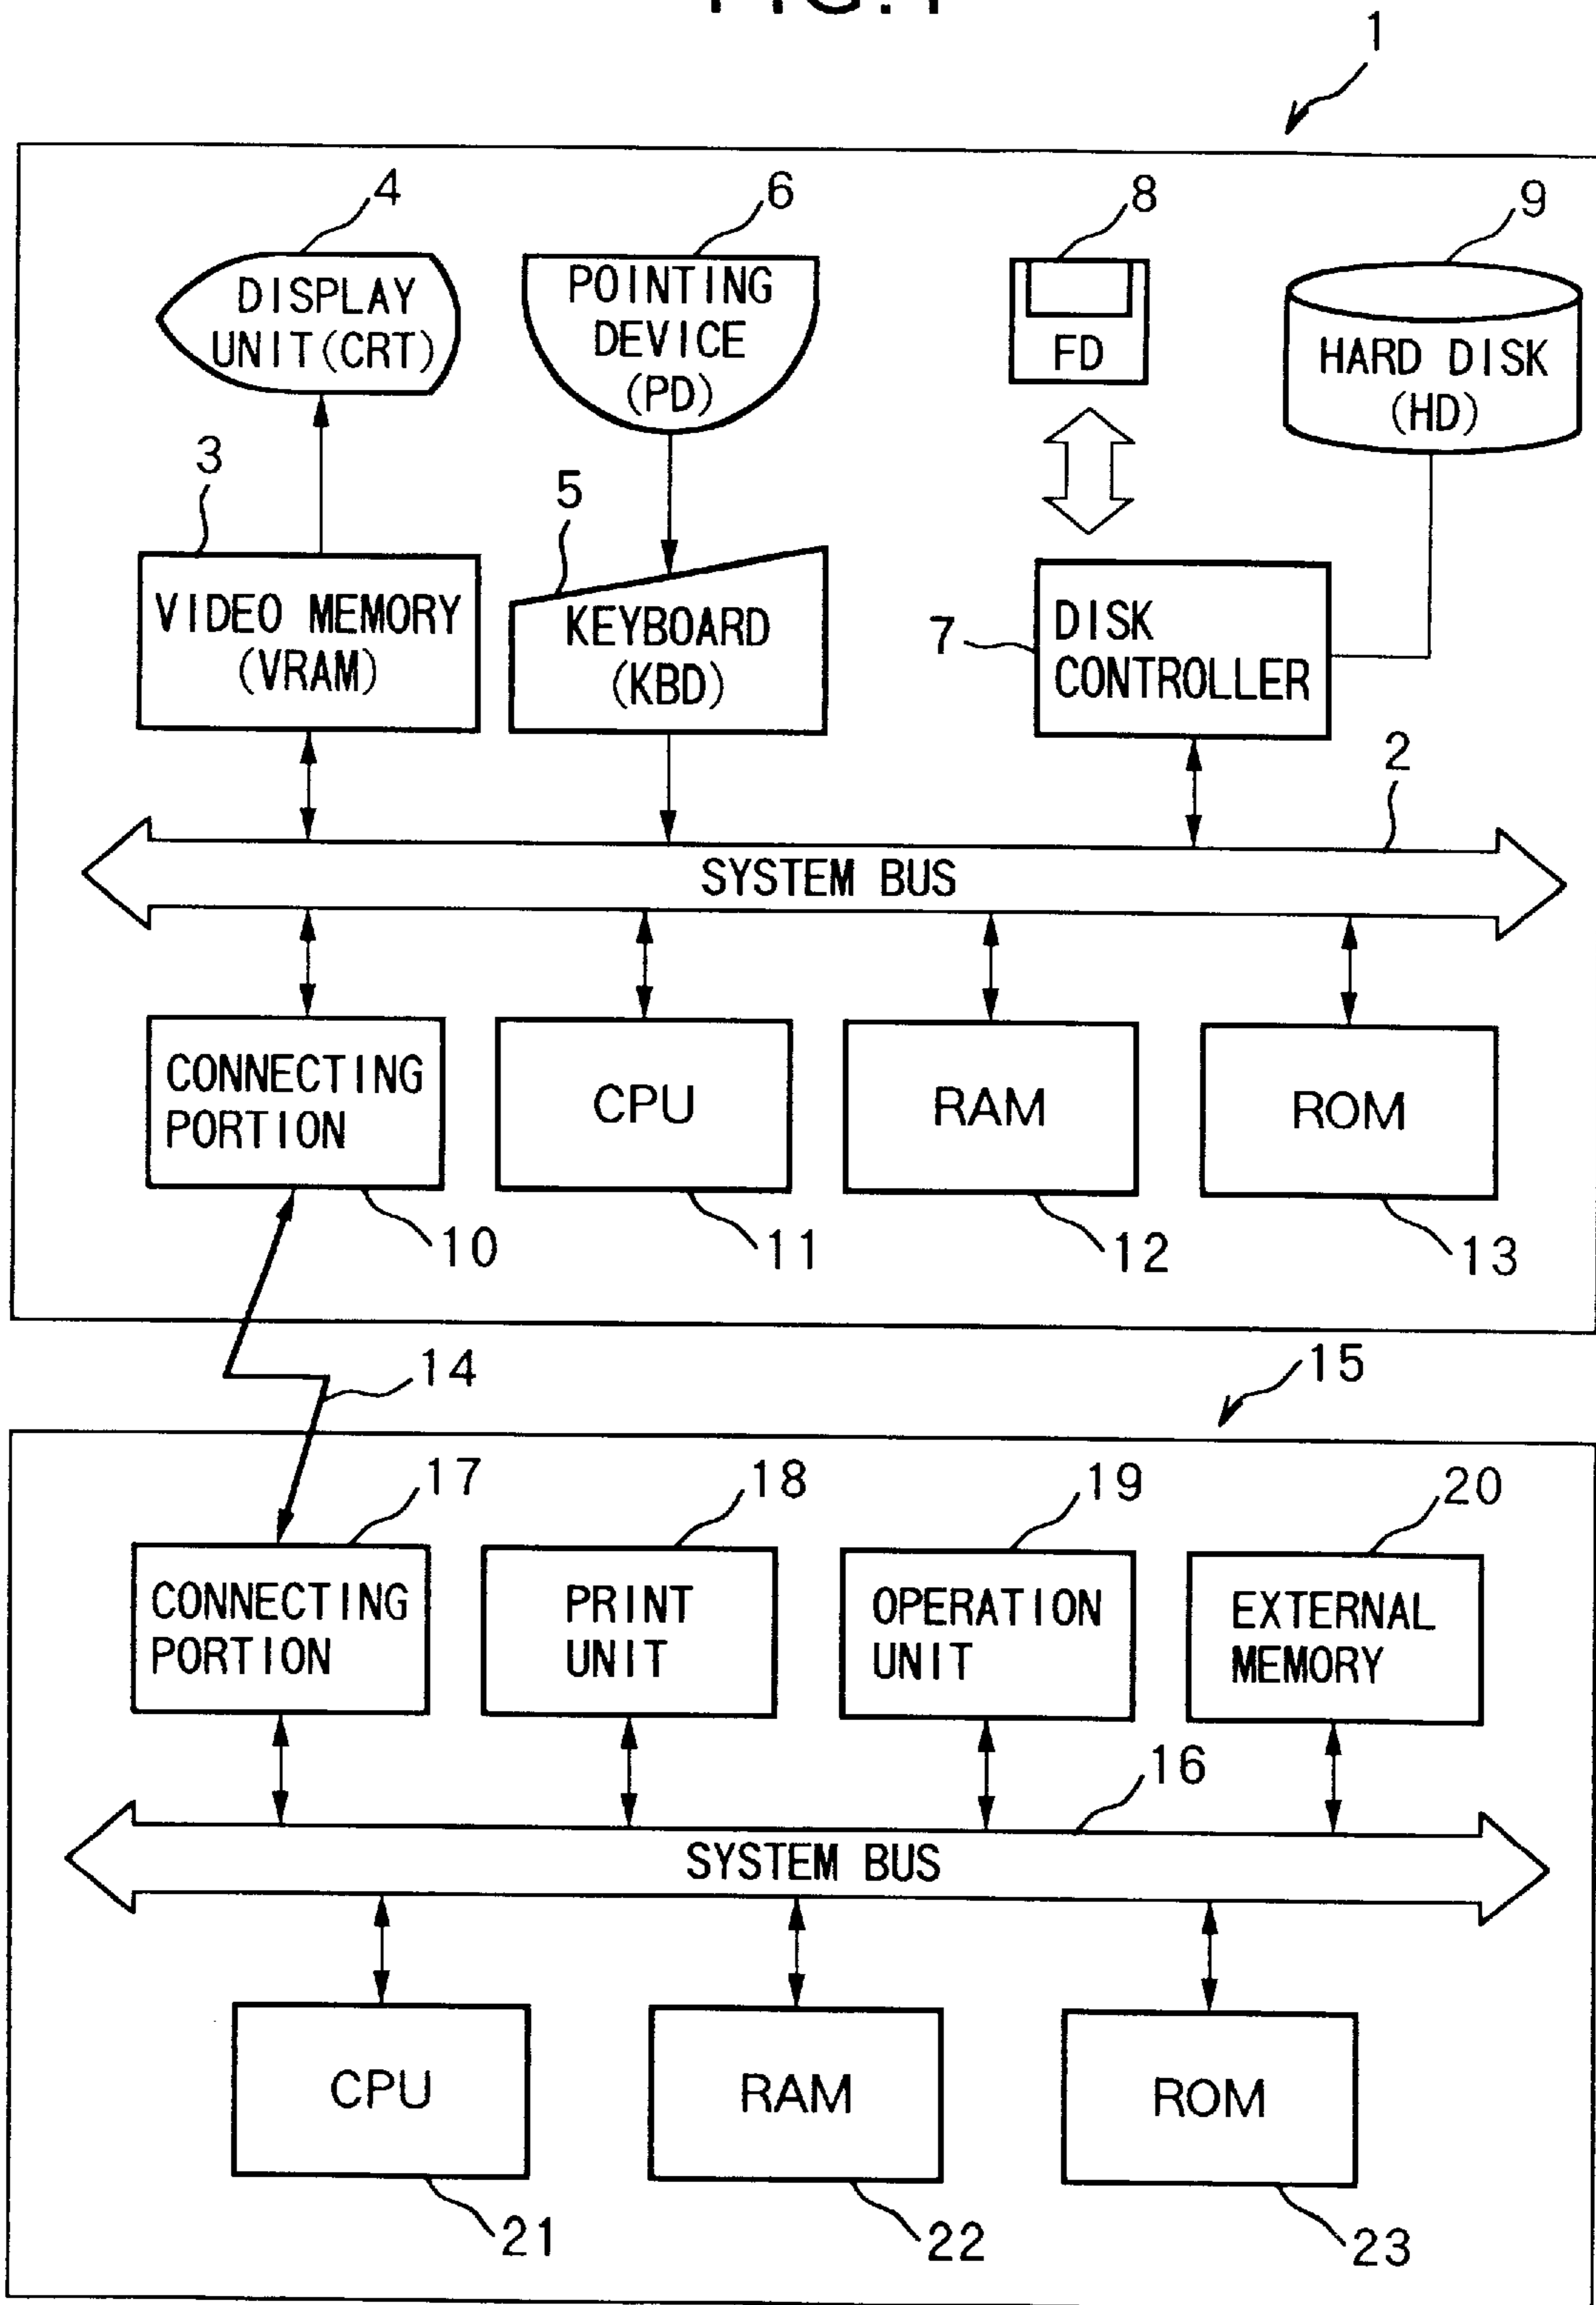 FIG.1
1
4
6
8
9
DISPLAY
UNIT(CRT)
POINTING
DEVICE
(PD)
FD
HARD DISK
(HD)
3
5
VIDEO MEMORY
(VRAM)
KEYBOARD
(KBD)
7
DISK
CONTROLLER
2
SYSTEM BUS
CONNECTING
PORTION
CPU
RAM
ROM
10
11
12
13
14
15
17
18
19
20
CONNECTING
PORTION
PRINT
UNIT
OPERATION
UNIT
EXTERNAL
MEMORY
16
SYSTEM BUS
CPU
RAM
ROM
21
22
23